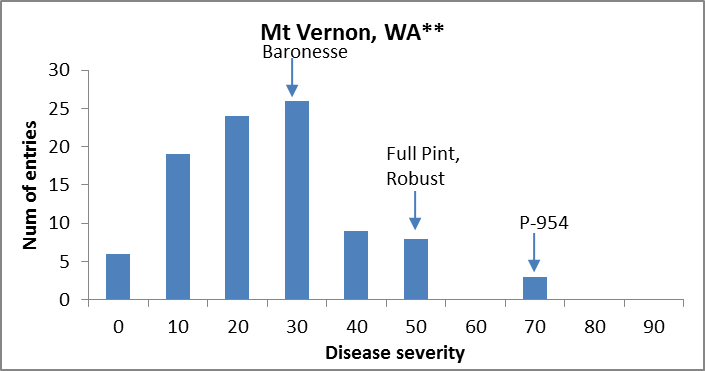 Mt Vernon, WA**
Baronesse
30
25
20
15
10
5
0
Num of entries
Full Pint,
Robust
P-954
0 10 20 30 40 50 60 70 80 90
Disease severity